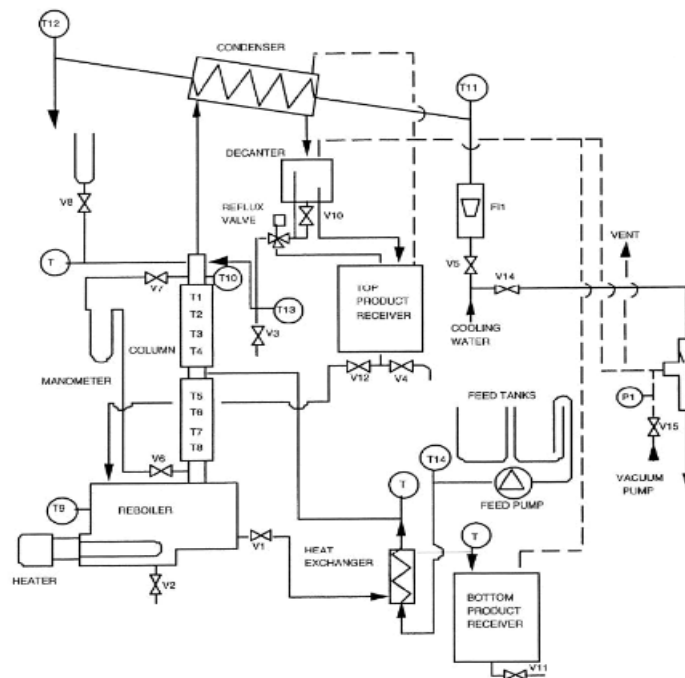 T12
CONDENSER
T11
DECANTER
V8
REFLUX
VALVE
V10
FI1
VENT
V5
V14
T
V7
T10
T1
T2
T3
T4
TOP
PRODUCT
RECEIVER
T13
V3
COOLING
WATER
COLUMN
MANOMETER
V12
V4
P1
V15
T5
T6
T7
T8
FEED TANKS
VACUUM
PUMP
V6
T14
T9
REBOILER
T
FEED PUMP
V1
HEAT
EXCHANGER
T
HEATER
V2
BOTTOM
PRODUCT
RECEIVER
V11